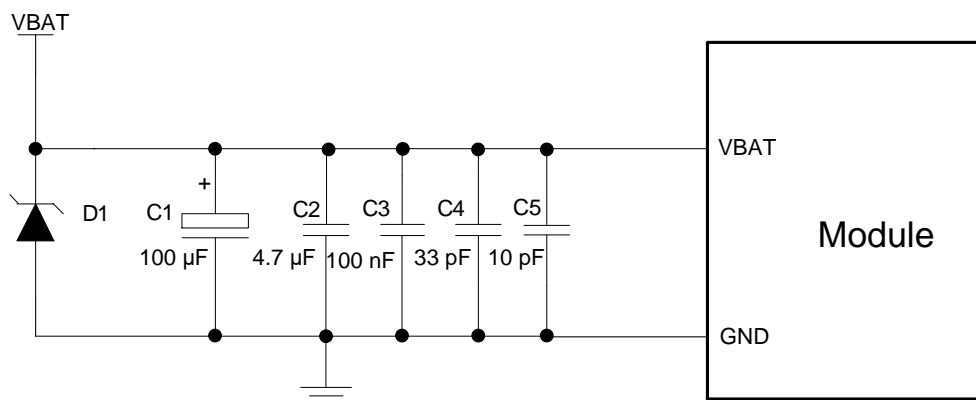 VBAT
VBAT
+
D1
C1
C2
C3
C4
C5
Module
100 µF
4.7 µF
100 nF
33 pF
10 pF
GND